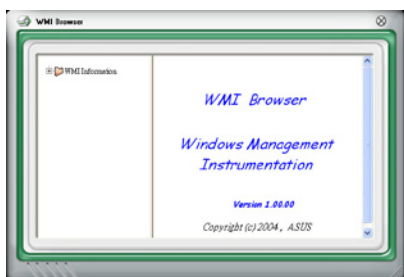 WMI Browser
WMI Information
WMI Browser
Windows Management
Instrumentation
Version 1.00.00
Copyright (c) 2004 , ASUS